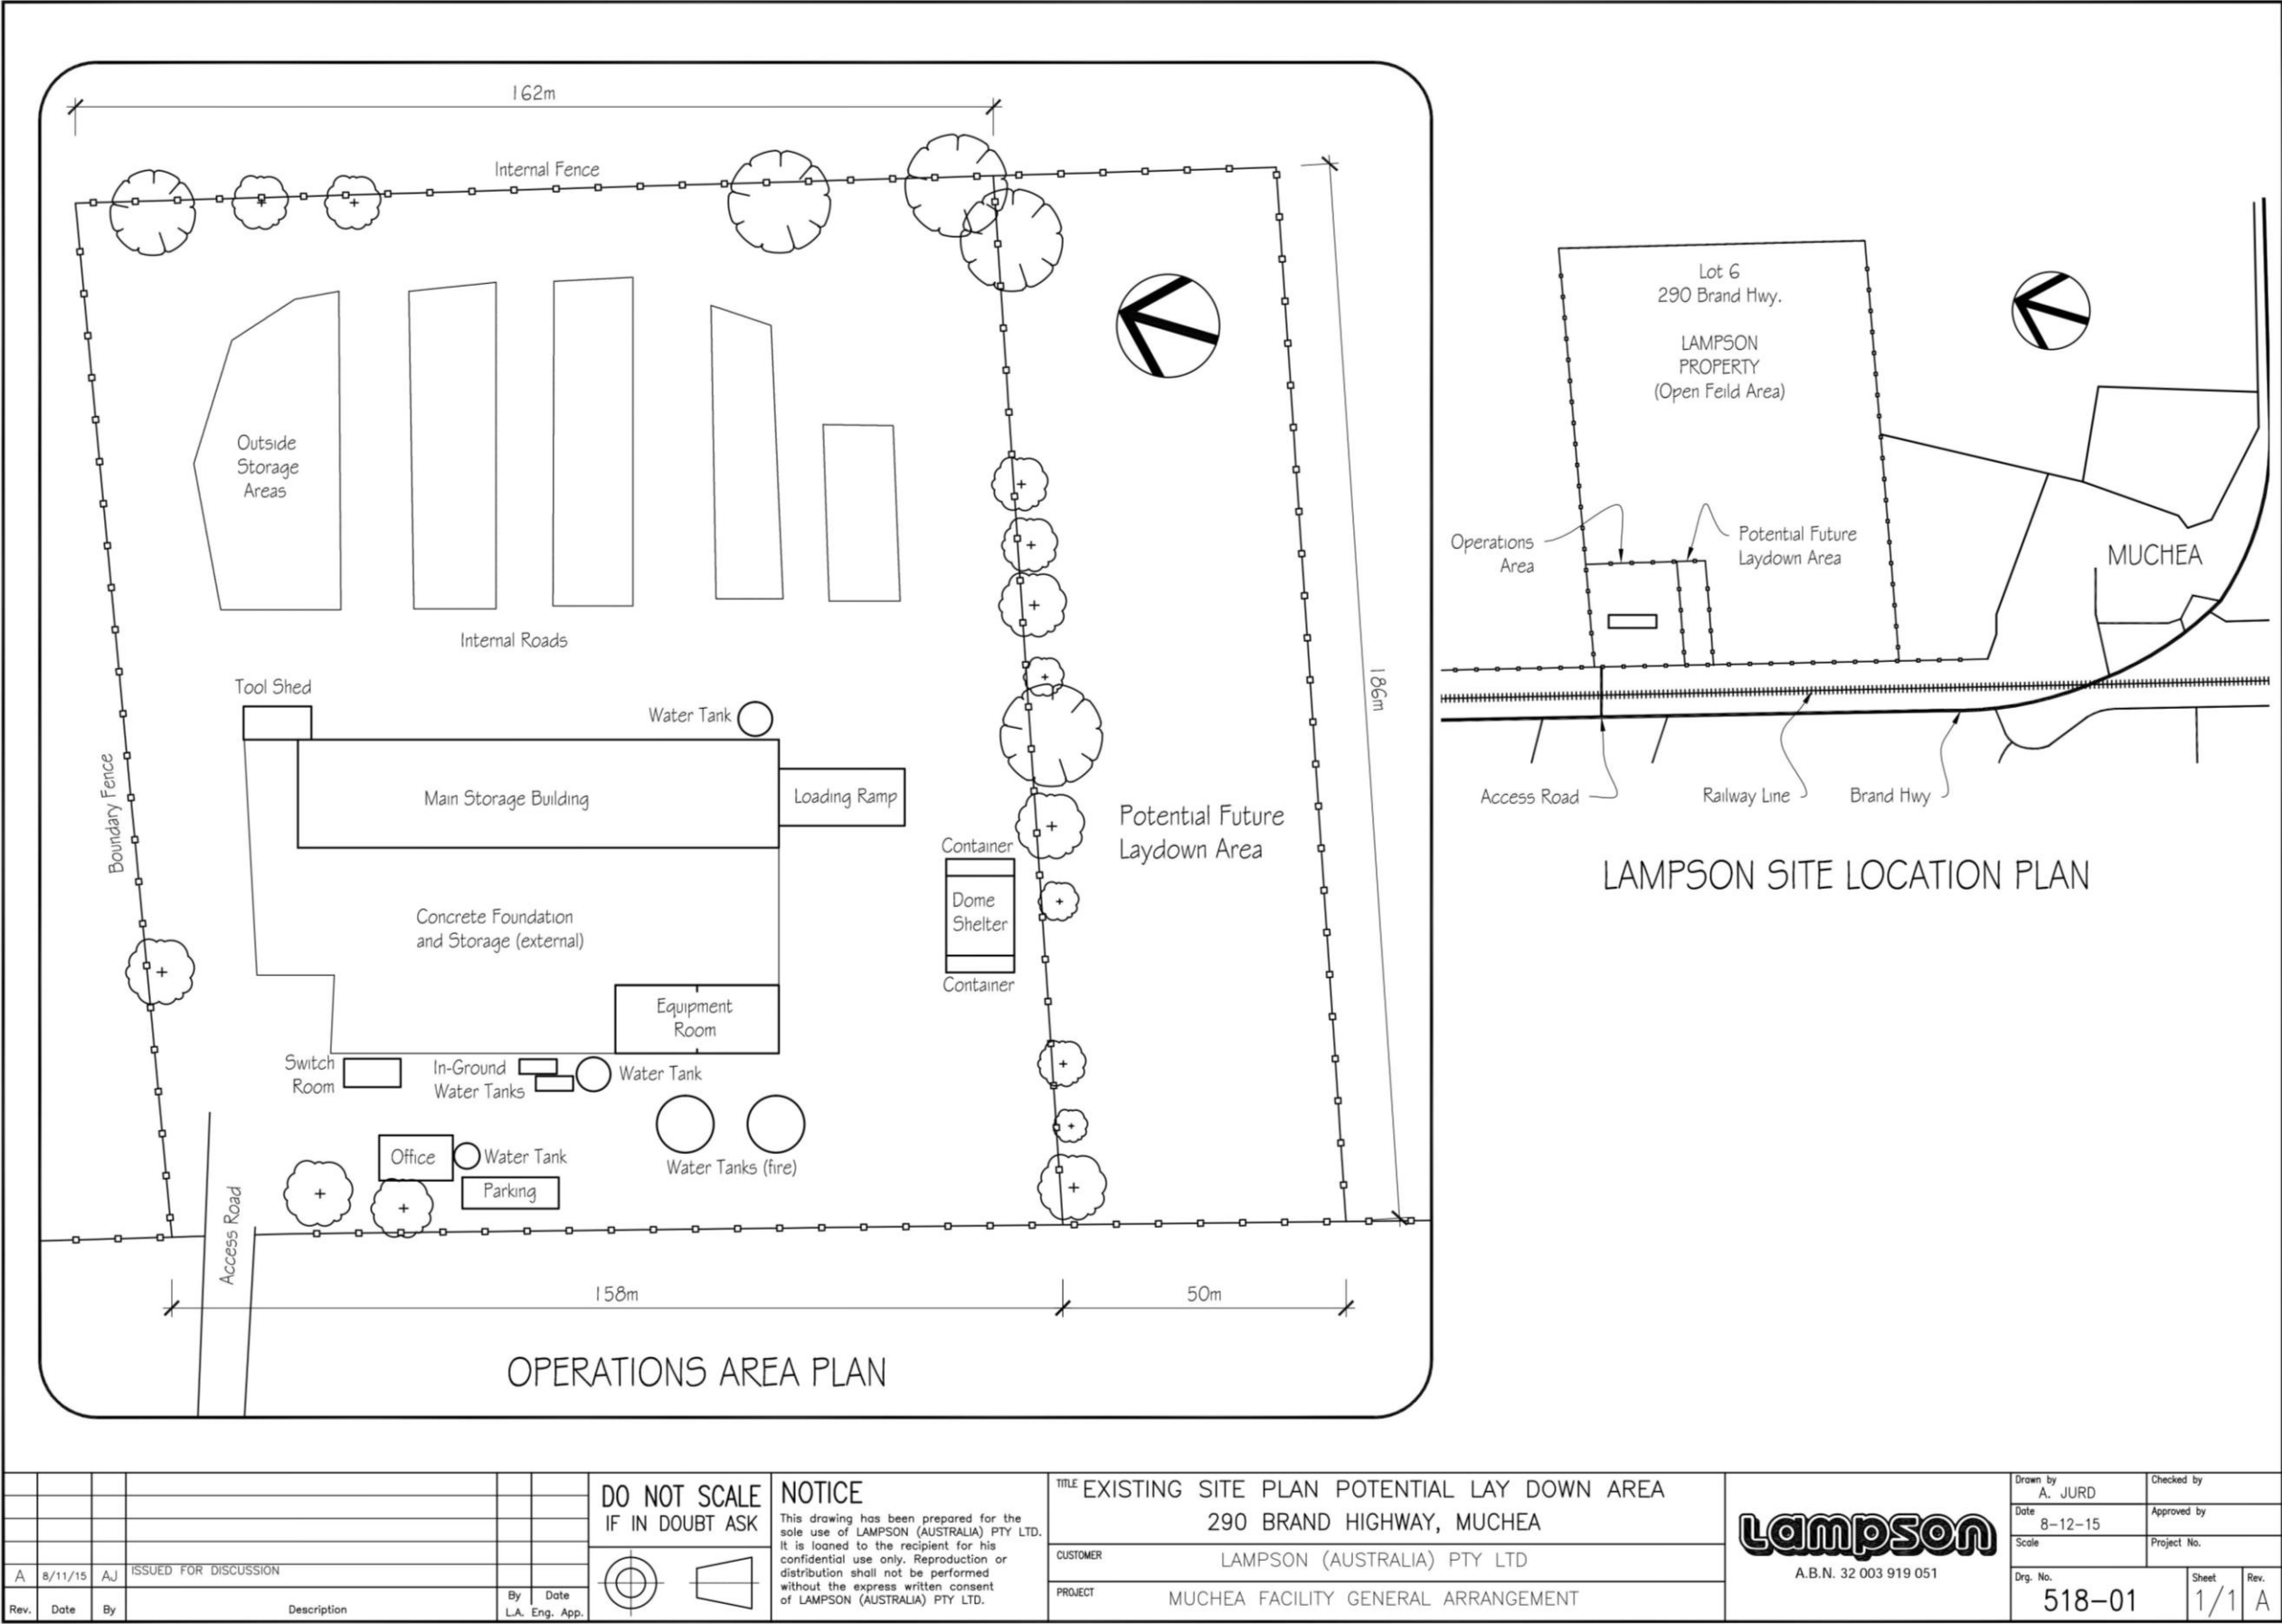 162m
Internal Fence
Outside
Storage
Areas
Internal Roads
Tool Shed
Water Tank
Boundary Fence
Main Storage Building
Loading Ramp
186m
Potential Future
Laydown Area
Container
Dome
Shelter
Container
Concrete Foundation
and Storage (external)
Equipment
Room
Switch
Room
In-Ground
Water Tanks
Water Tank
Office
Water Tank
Water Tanks (fire)
Parking
Access Road
158m
50m
OPERATIONS AREA PLAN
Lot 6
290 Brand Hwy.
LAMPSON
PROPERTY
(Open Feild Area)
Operations
Area
Potential Future
Laydown Area
MUCHEA
Access Road
Railway Line
Brand Hwy
LAMPSON SITE LOCATION PLAN
A 8/11/15 AJ ISSUED FOR DISCUSSION
Rev. Date By Description
By Date
L.A. Eng. App.
DO NOT SCALE
IF IN DOUBT ASK
NOTICE
This drawing has been prepared for the
sole use of LAMPSON (AUSTRALIA) PTY LTD.
It is loaned to the recipient for his
confidential use only. Reproduction or
distribution shall not be performed
without the express written consent
of LAMPSON (AUSTRALIA) PTY LTD.
TITLE EXISTING SITE PLAN POTENTIAL LAY DOWN AREA
290 BRAND HIGHWAY, MUCHEA
CUSTOMER LAMPSON (AUSTRALIA) PTY LTD
PROJECT MUCHEA FACILITY GENERAL ARRANGEMENT
Lampson
A.B.N. 32 003 919 051
Drawn by
A. JURD
Checked by
Date
8-12-15
Approved by
Scale
Project No.
Drg. No.
518-01
Sheet
1/1
Rev.
A